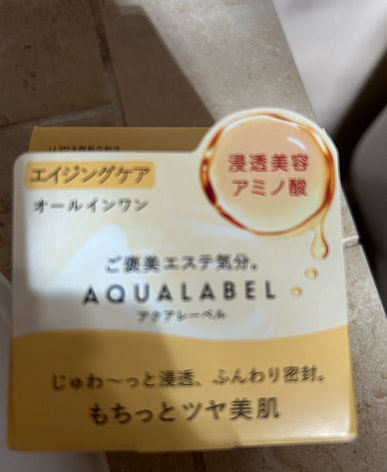 エイジングケア
オールインワン
浸透美容
アミノ酸
ご褒美エステ気分。
AQUALABEL
アクアレーベル
じゅわ～っと浸透、ふんわり密封。
もちっとツヤ美肌